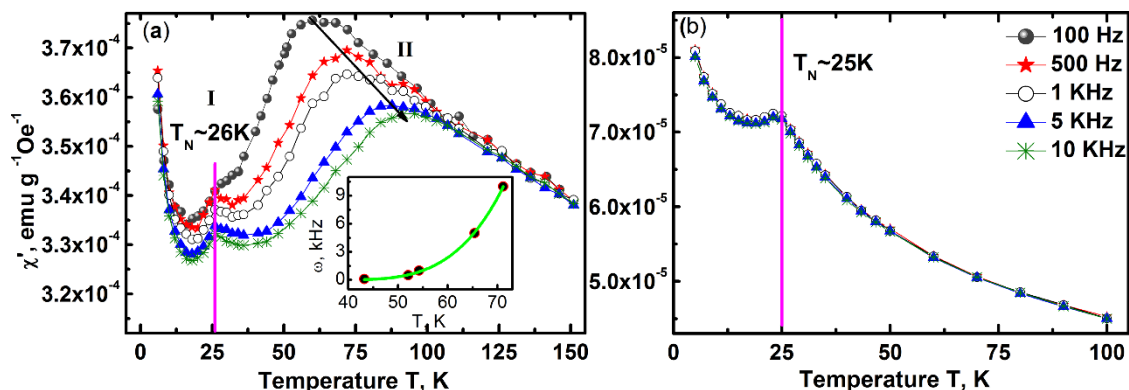 (a)
II
I
T_N~26K
3.7x10⁻⁴
3.6x10⁻⁴
3.5x10⁻⁴
3.4x10⁻⁴
3.3x10⁻⁴
3.2x10⁻⁴
χ', emu g⁻¹Oe⁻¹
0 25 50 75 100 125 150
Temperature T, K
9
6
3
0
ω, kHz
40 50 60 70
T, K
(b)
T_N~25K
8.0x10⁻⁵
7.0x10⁻⁵
6.0x10⁻⁵
5.0x10⁻⁵
0 25 50 75 100
Temperature T, K
100 Hz
500 Hz
1 KHz
5 KHz
10 KHz